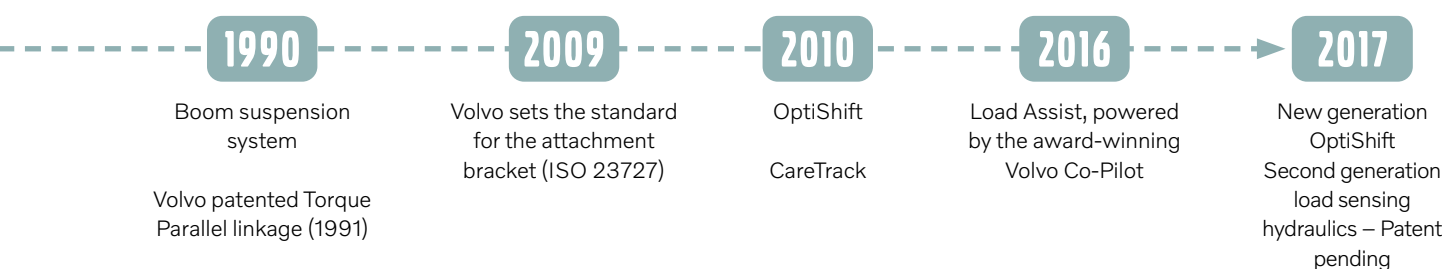 1990
Boom suspension
system
Volvo patented Torque
Parallel linkage (1991)
2009
Volvo sets the standard
for the attachment
bracket (ISO 23727)
2010
OptiShift
CareTrack
2016
Load Assist, powered
by the award-winning
Volvo Co-Pilot
2017
New generation
OptiShift
Second generation
load sensing
hydraulics – Patent
pending